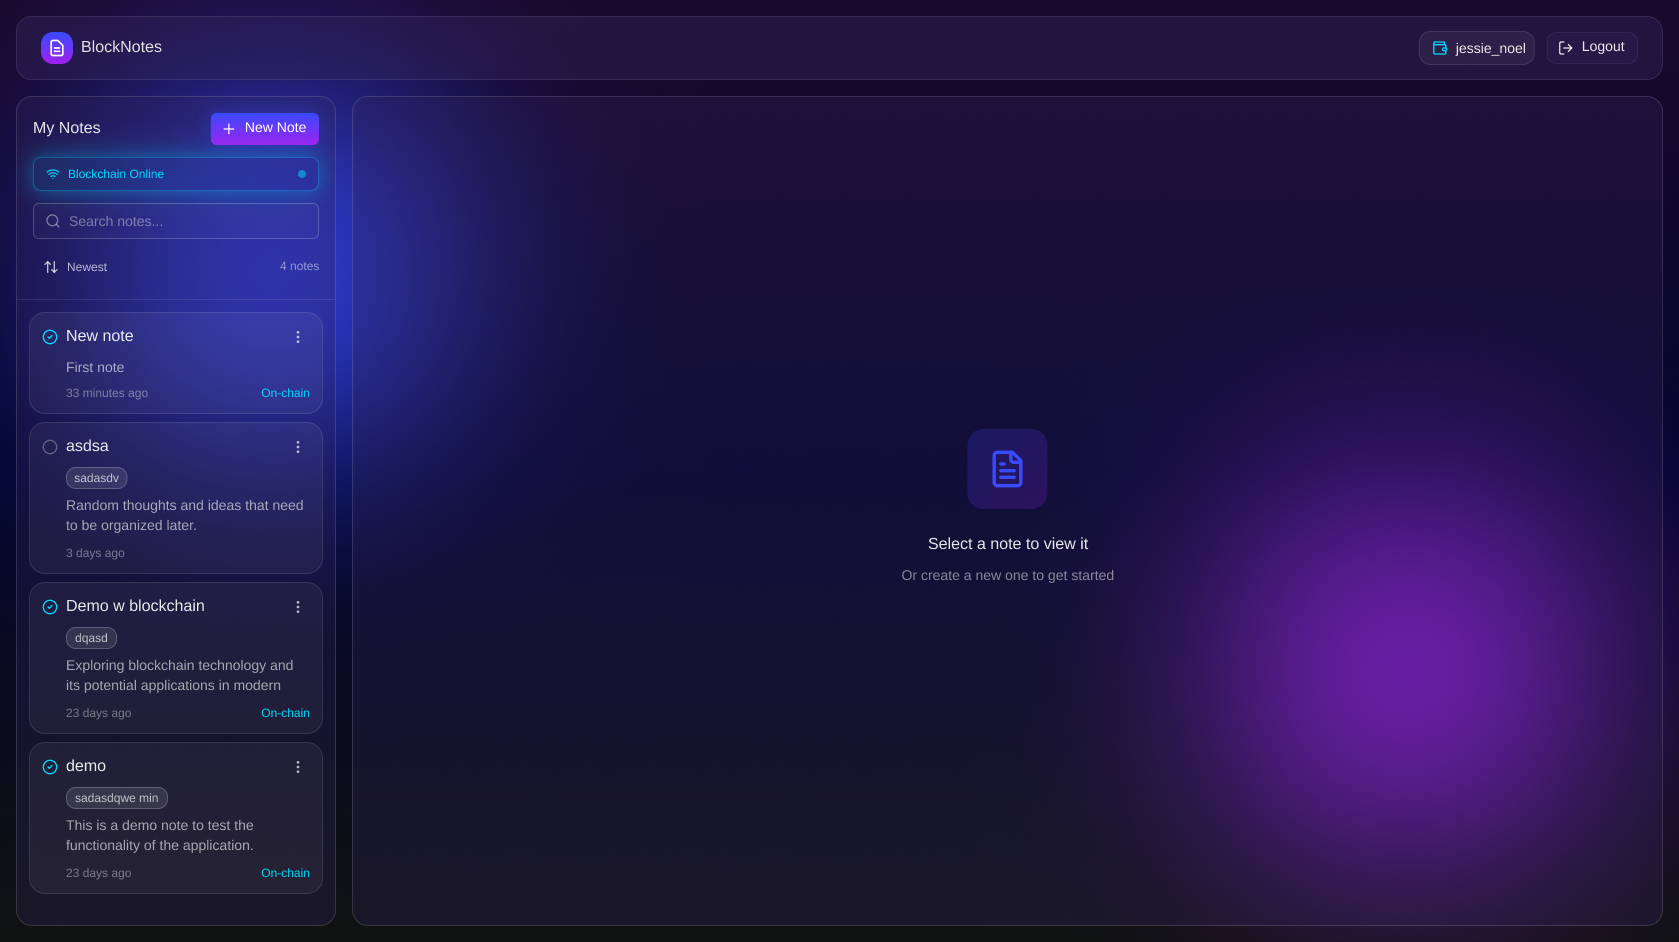 BlockNotes
jessie_noel
Logout
My Notes
New Note
Blockchain Online
Search notes...
Newest
4 notes
New note
First note
33 minutes ago
On-chain
asdsa
sadasdv
Random thoughts and ideas that need
to be organized later.
3 days ago
Demo w blockchain
dqasd
Exploring blockchain technology and
its potential applications in modern
23 days ago
On-chain
demo
sadasdqwe min
This is a demo note to test the
functionality of the application.
23 days ago
On-chain
Select a note to view it
Or create a new one to get started